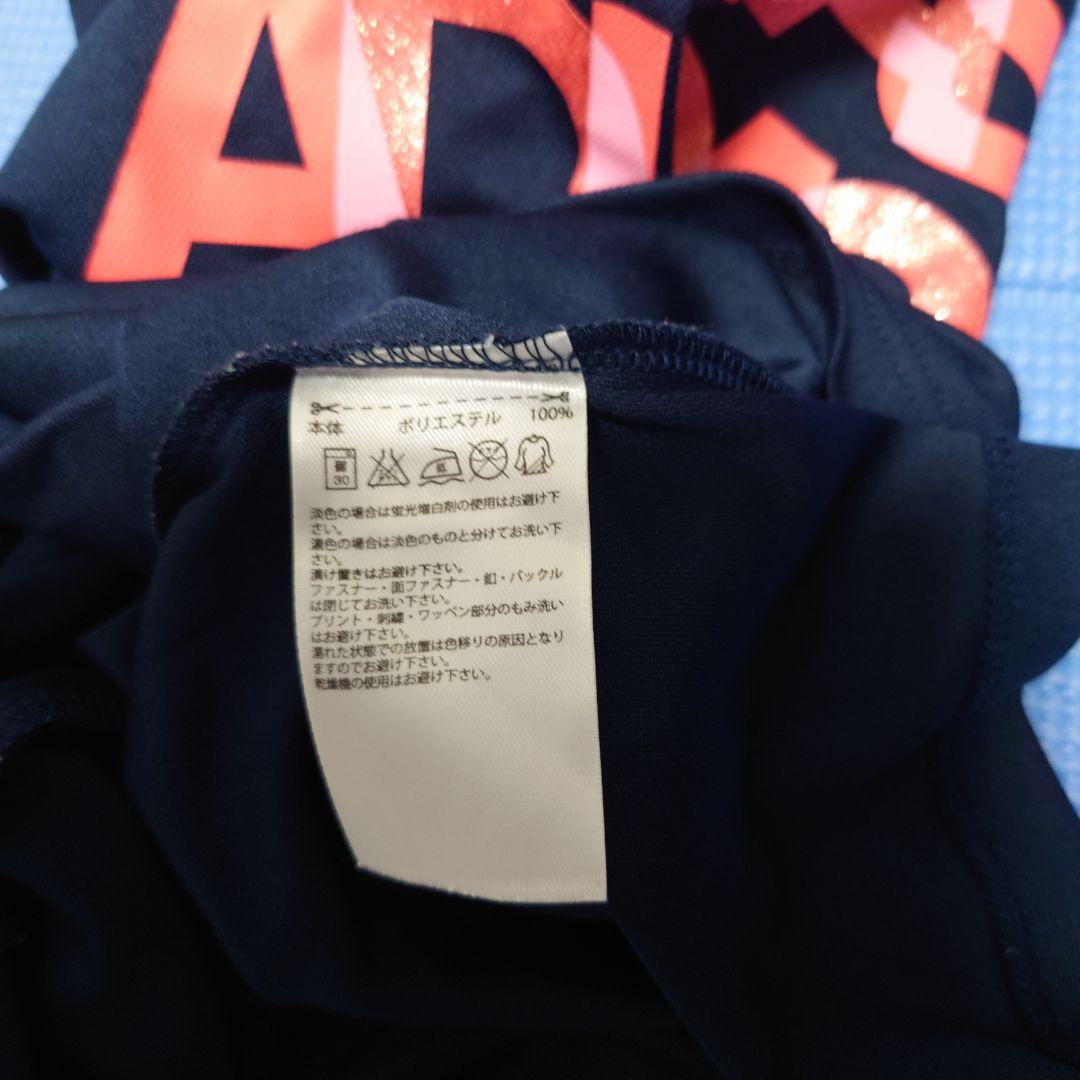 ADI
本体 ポリエステル 100%
弱
30
低
淡色の場合は蛍光増白剤の使用はお避け下
さい。
濃色の場合は淡色のものと分けてお洗い下
さい。
漬け置きはお避け下さい。
ファスナー・面ファスナー・釦・バックル
は閉じてお洗い下さい。
プリント・刺繍・ワッペン部分のもみ洗い
はお避け下さい。
濡れた状態での放置は色移りの原因となり
ますのでお避け下さい。
乾燥機の使用はお避け下さい。